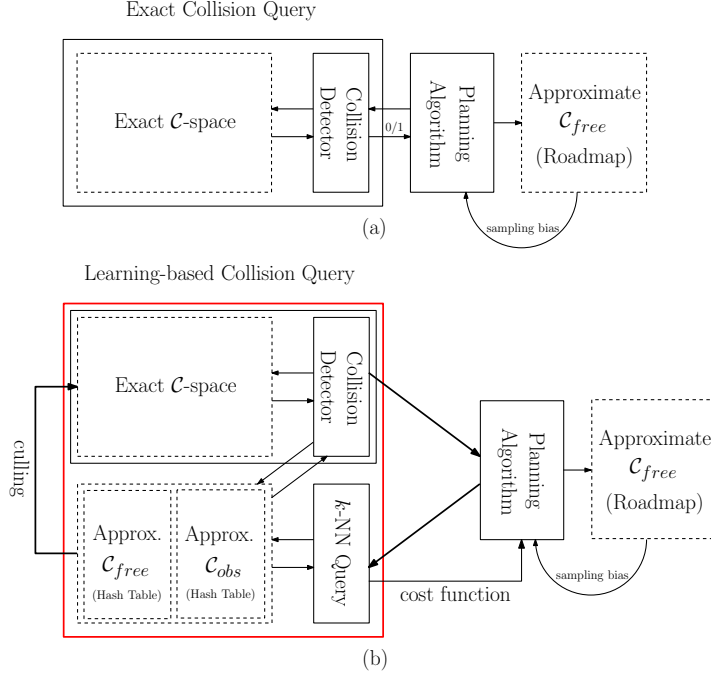 Exact Collision Query
Exact C-space
Collision
Detector
0/1
Planning
Algorithm
Approximate
C_free
(Roadmap)
sampling bias
(a)
Learning-based Collision Query
Exact C-space
Collision
Detector
culling
Approx.
C_free
(Hash Table)
Approx.
C_obs
(Hash Table)
k-NN Query
cost function
Planning
Algorithm
Approximate
C_free
(Roadmap)
sampling bias
(b)